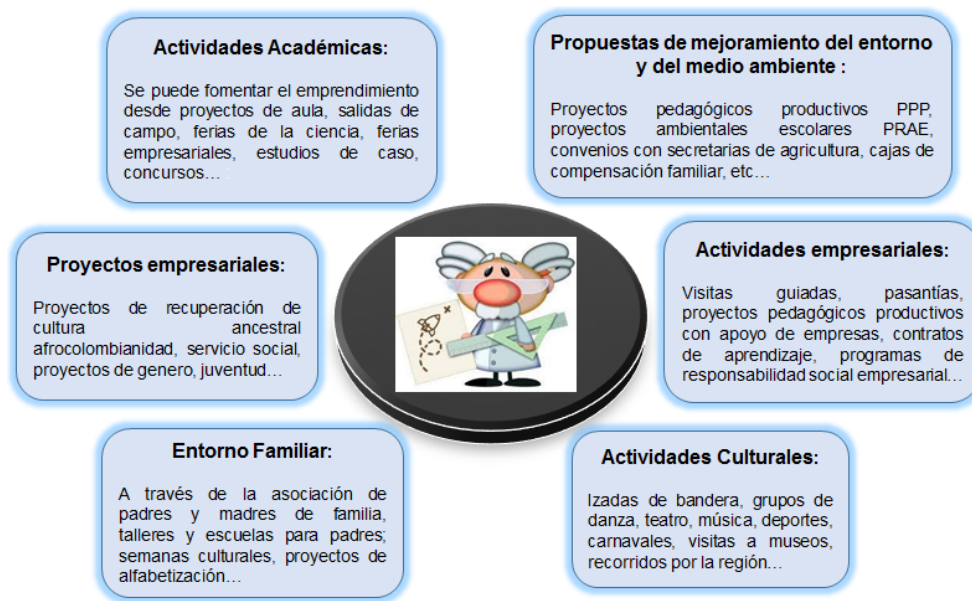 Actividades Académicas:
Se puede fomentar el emprendimiento
desde proyectos de aula, salidas de
campo, ferias de la ciencia, ferias
empresariales, estudios de caso,
concursos…
Propuestas de mejoramiento del entorno
y del medio ambiente :
Proyectos pedagógicos productivos PPP,
proyectos ambientales escolares PRAE,
convenios con secretarias de agricultura, cajas de
compensación familiar, etc…
Proyectos empresariales:
Proyectos de recuperación de
cultura ancestral
afrocolombianidad, servicio social,
proyectos de genero, juventud…
Actividades empresariales:
Visitas guiadas, pasantías,
proyectos pedagógicos productivos
con apoyo de empresas, contratos
de aprendizaje, programas de
responsabilidad social empresarial…
Entorno Familiar:
A través de la asociación de
padres y madres de familia,
talleres y escuelas para padres;
semanas culturales, proyectos de
alfabetización…
Actividades Culturales:
Izadas de bandera, grupos de
danza, teatro, música, deportes,
carnavales, visitas a museos,
recorridos por la región…